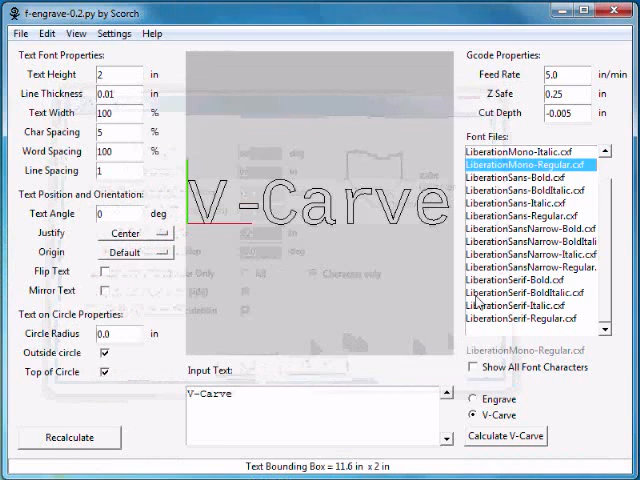 f-engrave-0.2.py by Scorch
File Edit View Settings Help
Text Font Properties:
Text Height 2 in
Line Thickness 0.01 in
Text Width 100 %
Char Spacing 5 %
Word Spacing 100 %
Line Spacing 1
Text Position and Orientation:
Text Angle 0 deg
Justify Center
Origin Default
Flip Text
Mirror Text
Text on Circle Properties:
Circle Radius 0.0 in
Outside circle
Top of Circle
Recalculate
V-Carve
Input Text:
V-Carve
Gcode Properties:
Feed Rate 5.0 in/min
Z Safe 0.25 in
Cut Depth -0.005 in
Font Files:
LiberationMono-Italic.cxf
LiberationMono-Regular.cxf
LiberationSans-Bold.cxf
LiberationSans-BoldItalic.cxf
LiberationSans-Italic.cxf
LiberationSans-Regular.cxf
LiberationSansNarrow-Bold.cxf
LiberationSansNarrow-BoldItali
LiberationSansNarrow-Italic.cxf
LiberationSansNarrow-Regular.
LiberationSerif-Bold.cxf
LiberationSerif-BoldItalic.cxf
LiberationSerif-Italic.cxf
LiberationSerif-Regular.cxf
LiberationMono-Regular.cxf
Show All Font Characters
Engrave
V-Carve
Calculate V-Carve
Text Bounding Box = 11.6 in x 2 in